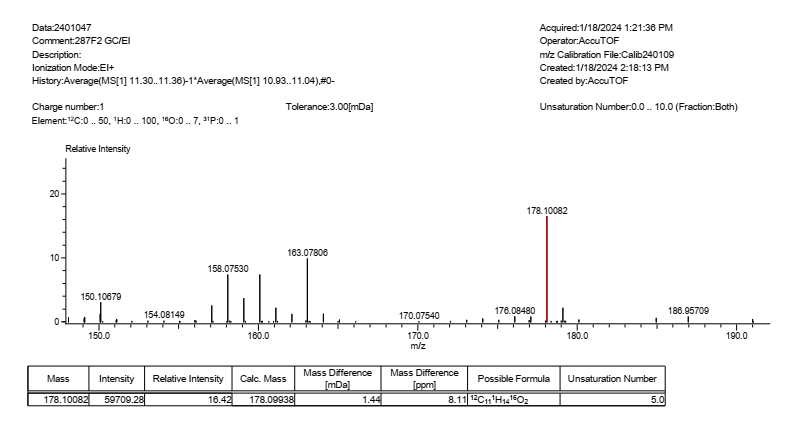 Data:2401047
Acquired:1/18/2024 1:21:36 PM
Comment:287F2 GC/EI
Operator:AccuTOF
Description:
m/z Calibration File:Calib240109
Ionization Mode:EI+
Created:1/18/2024 2:18:13 PM
History:Average(MS[1] 11.30..11.36)-1*Average(MS[1] 10.93..11.04),#0-
Created by:AccuTOF
Charge number:1
Tolerance:3.00[mDa]
Unsaturation Number:0.0 .. 10.0 (Fraction:Both)
Element:¹²C:0 .. 50, ¹H:0 .. 100, ¹⁶O:0 .. 7, ³¹P:0 .. 1
Relative Intensity
20
178.10082
10
163.07806
158.07530
150.10679
154.08149
170.07540
176.08480
186.95709
0
150.0 160.0 170.0 180.0 190.0
m/z
Mass Intensity Relative Intensity Calc. Mass Mass Difference [mDa] Mass Difference [ppm] Possible Formula Unsaturation Number
178.10082 59709.28 16.42 178.09938 1.44 8.11 ¹²C₁₁¹H₁₄¹⁶O₂ 5.0